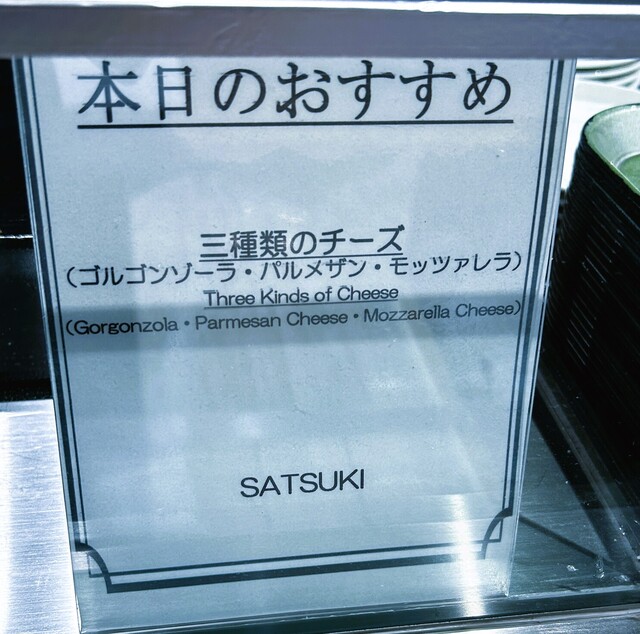 本日のおすすめ
三種類のチーズ
（ゴルゴンゾーラ・パルメザン・モッツァレラ）
Three Kinds of Cheese
(Gorgonzola・Parmesan Cheese・Mozzarella Cheese)
SATSUKI